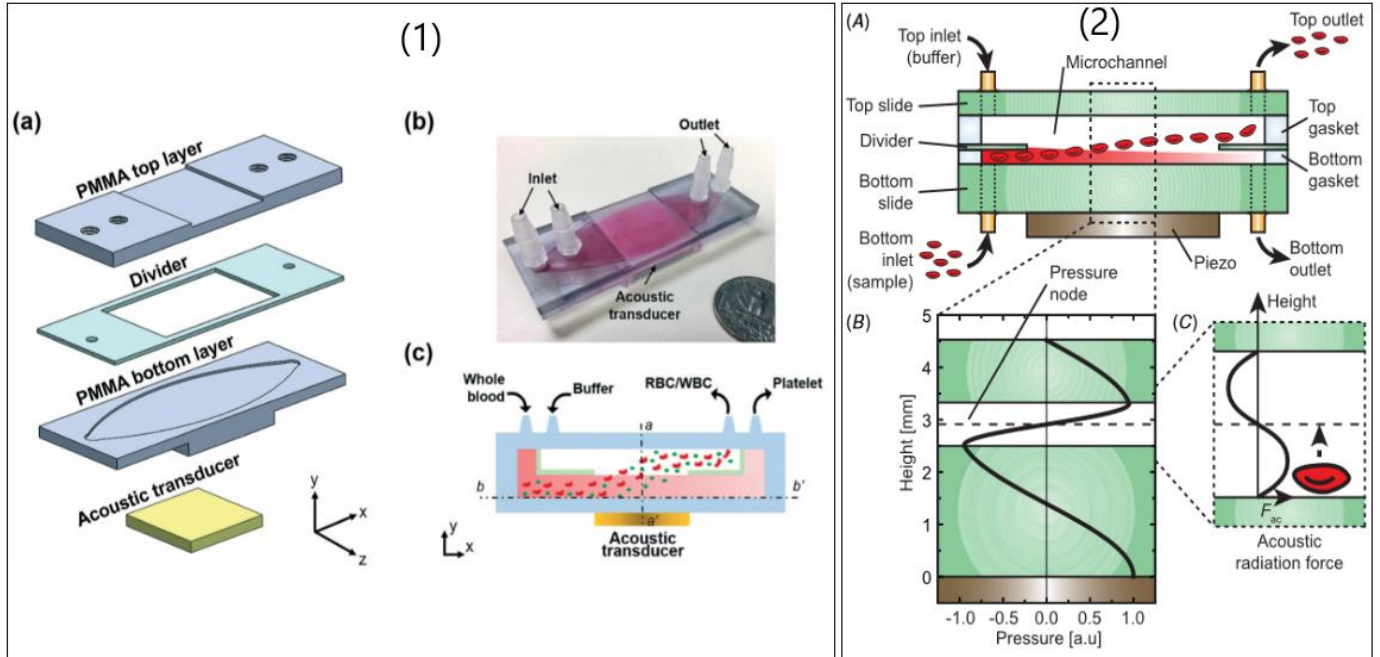 (1)
(a)
PMMA top layer
Divider
PMMA bottom layer
Acoustic transducer
y
x
z
(b)
Outlet
Inlet
Acoustic
transducer
(c)
Whole
blood
Buffer
RBC/WBC
Platelet
a
b
b'
a'
Acoustic
transducer
y
x
(2)
(A)
Top inlet
(buffer)
Microchannel
Top outlet
Top slide
Divider
Bottom
slide
Top
gasket
Bottom
gasket
Bottom
inlet
(sample)
Piezo
Bottom
outlet
Pressure
node
(B)
5
4
3
2
1
0
Height [mm]
-1.0 -0.5 0.0 0.5 1.0
Pressure [a.u]
(C)
Height
Fac
Acoustic
radiation force